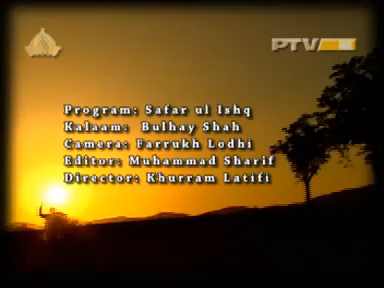 PTV
Program: Safar ul Ishq
Kalaam: Bulhay Shah
Camera: Farrukh Lodhi
Editor: Muhammad Sharif
Director: Khurram Latifi